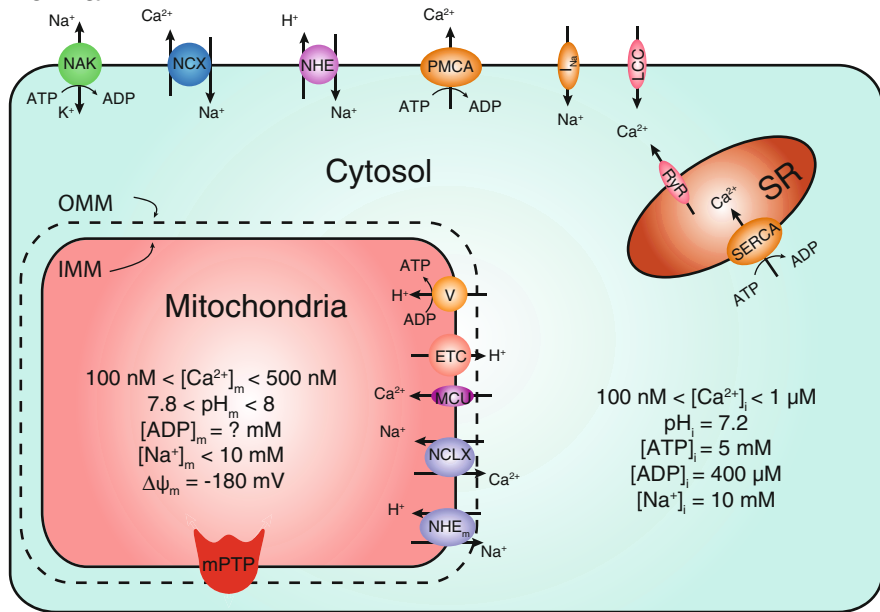 Na⁺
NAK
ATP
ADP
K⁺
Ca²⁺
NCX
Na⁺
H⁺
NHE
Na⁺
Ca²⁺
PMCA
ATP
ADP
I_Na
Na⁺
LCC
Ca²⁺
Ca²⁺
RyR
SR
Ca²⁺
SERCA
ATP
ADP
Cytosol
OMM
IMM
Mitochondria
ATP
H⁺
V
ADP
ETC
H⁺
Ca²⁺
MCU
Na⁺
NCLX
Ca²⁺
H⁺
NHEₘ
Na⁺
100 nM < [Ca²⁺]ₘ < 500 nM
7.8 < pHₘ < 8
[ADP]ₘ = ? mM
[Na⁺]ₘ < 10 mM
Δψₘ = -180 mV
mPTP
100 nM < [Ca²⁺]ᵢ < 1 µM
pHᵢ = 7.2
[ATP]ᵢ = 5 mM
[ADP]ᵢ = 400 µM
[Na⁺]ᵢ = 10 mM